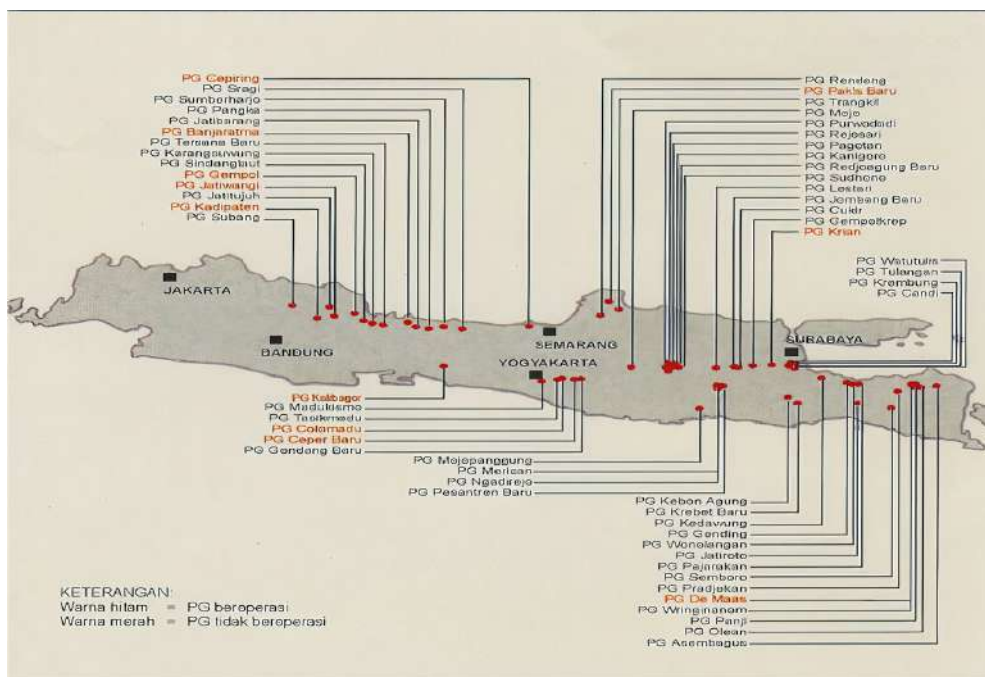 PG Cepiring
PG Sragi
PG Sumberharjo
PG Pangka
PG Jatibarang
PG Banjaratma
PG Tersana Baru
PG Karangsuwung
PG Sindanglaut
PG Gempol
PG Jatiwangi
PG Jatitujuh
PG Kadipaten
PG Subang
PG Rendeng
PG Pakis Baru
PG Trangkil
PG Mojo
PG Purwodadi
PG Rejosari
PG Pagotan
PG Kanigoro
PG Redjoagung Baru
PG Sudhono
PG Lestari
PG Jombang Baru
PG Cukir
PG Gempolkrep
PG Krian
PG Watutulis
PG Tulangan
PG Krembung
PG Candi
JAKARTA
BANDUNG
SEMARANG
YOGYAKARTA
SURABAYA
PG Kalibagor
PG Madukismo
PG Tasikmadu
PG Colomadu
PG Ceper Baru
PG Gondang Baru
PG Mojopanggung
PG Merican
PG Ngadirejo
PG Pesantren Baru
PG Kebon Agung
PG Krebet Baru
PG Kedawung
PG Gending
PG Wonolangan
PG Jatiroto
PG Pajarakan
PG Semboro
PG Pradjekan
PG De Maas
PG Wringinanom
PG Panji
PG Olean
PG Asembagus
KETERANGAN:
Warna hitam = PG beroperasi
Warna merah = PG tidak beroperasi